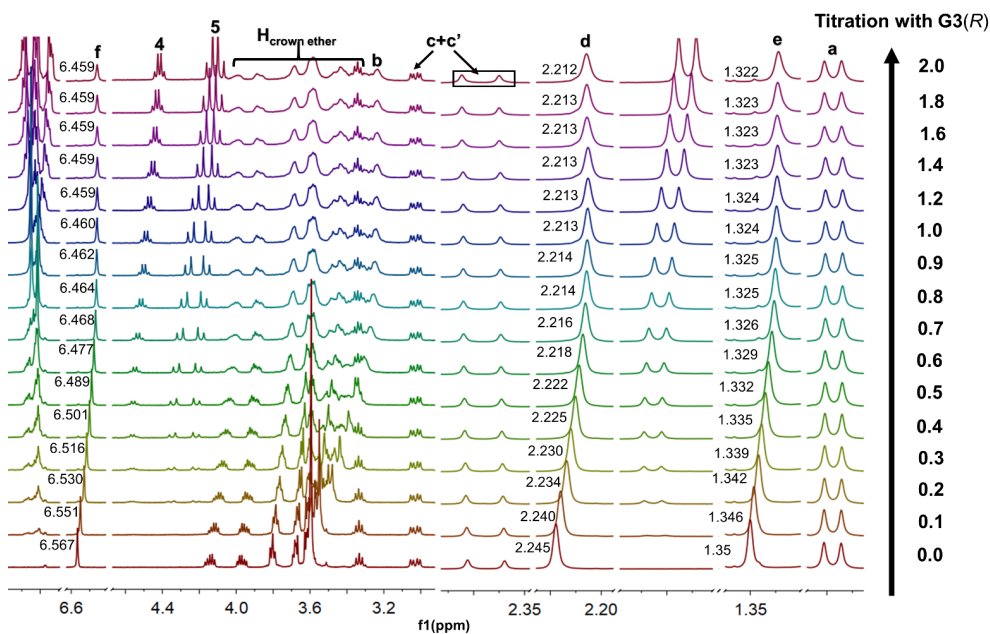 Titration with G3(R)
f 4 5 Hcrown ether b c+c’ d e a
6.459 2.212 1.322 2.0
6.459 2.213 1.323 1.8
6.459 2.213 1.323 1.6
6.459 2.213 1.323 1.4
6.459 2.213 1.324 1.2
6.460 2.213 1.324 1.0
6.462 2.214 1.325 0.9
6.464 2.214 1.325 0.8
6.468 2.216 1.326 0.7
6.477 2.218 1.329 0.6
6.489 2.222 1.332 0.5
6.501 2.225 1.335 0.4
6.516 2.230 1.339 0.3
6.530 2.234 1.342 0.2
6.551 2.240 1.346 0.1
6.567 2.245 1.35 0.0
6.6 4.4 4.0 3.6 3.2 2.35 2.20 1.35
f1(ppm)